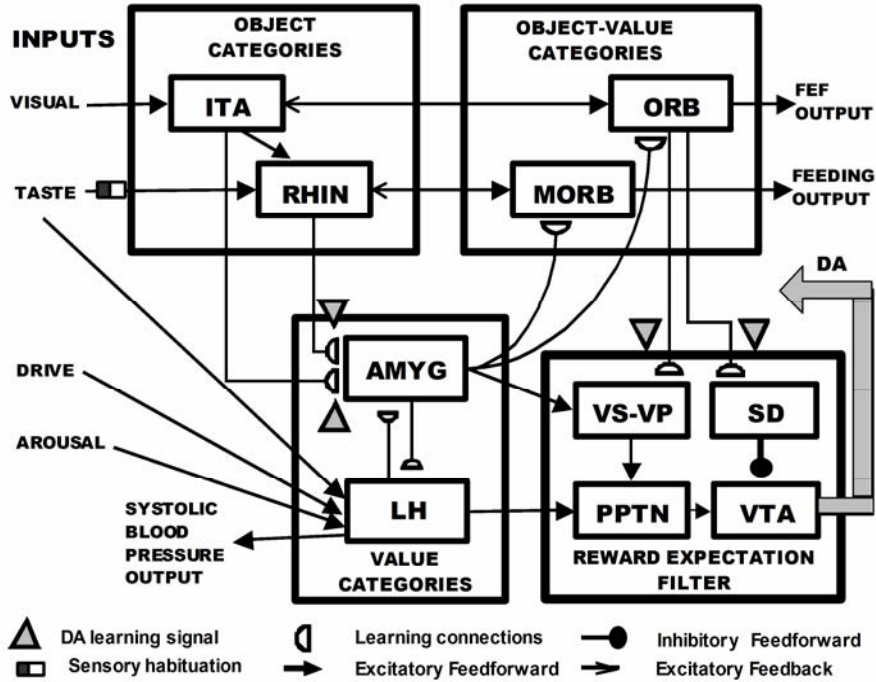 INPUTS
OBJECT
CATEGORIES
OBJECT-VALUE
CATEGORIES
VISUAL
ITA
ORB
FEF
OUTPUT
TASTE
RHIN
MORB
FEEDING
OUTPUT
DA
DRIVE
AMYG
VS-VP
SD
AROUSAL
LH
PPTN
VTA
SYSTOLIC
BLOOD
PRESSURE
OUTPUT
VALUE
CATEGORIES
REWARD EXPECTATION
FILTER
DA learning signal
Learning connections
Inhibitory Feedforward
Sensory habituation
Excitatory Feedforward
Excitatory Feedback